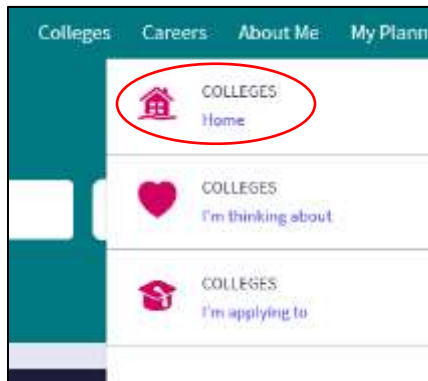 Colleges Careers About Me My Plann
COLLEGES
Home
COLLEGES
I'm thinking about
COLLEGES
I'm applying to